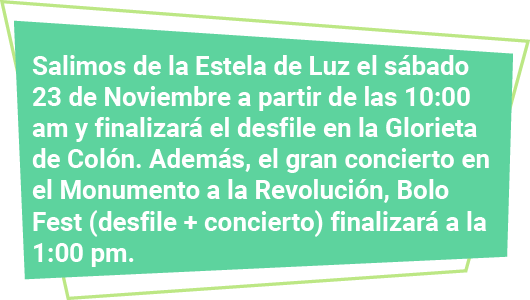 Salimos de la Estela de Luz el sábado
23 de Noviembre a partir de las 10:00
am y finalizará el desfile en la Glorieta
de Colón. Además, el gran concierto en
el Monumento a la Revolución, Bolo
Fest (desfile + concierto) finalizará a la
1:00 pm.